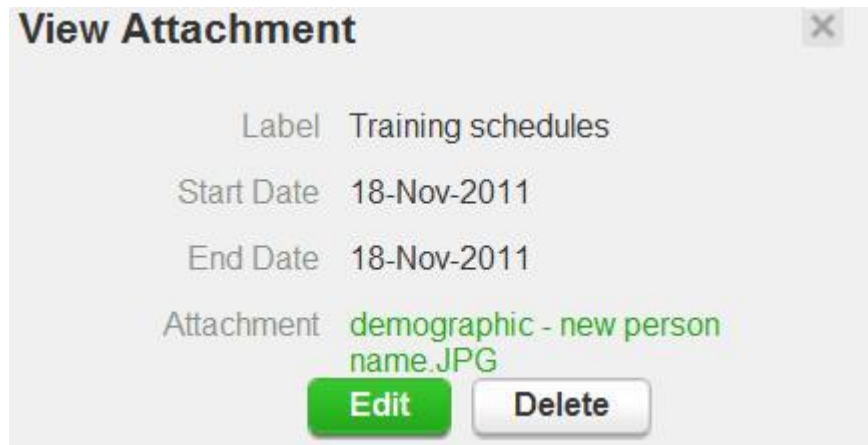 View Attachment
Label Training schedules
Start Date 18-Nov-2011
End Date 18-Nov-2011
Attachment demographic - new person
name.JPG
Edit Delete